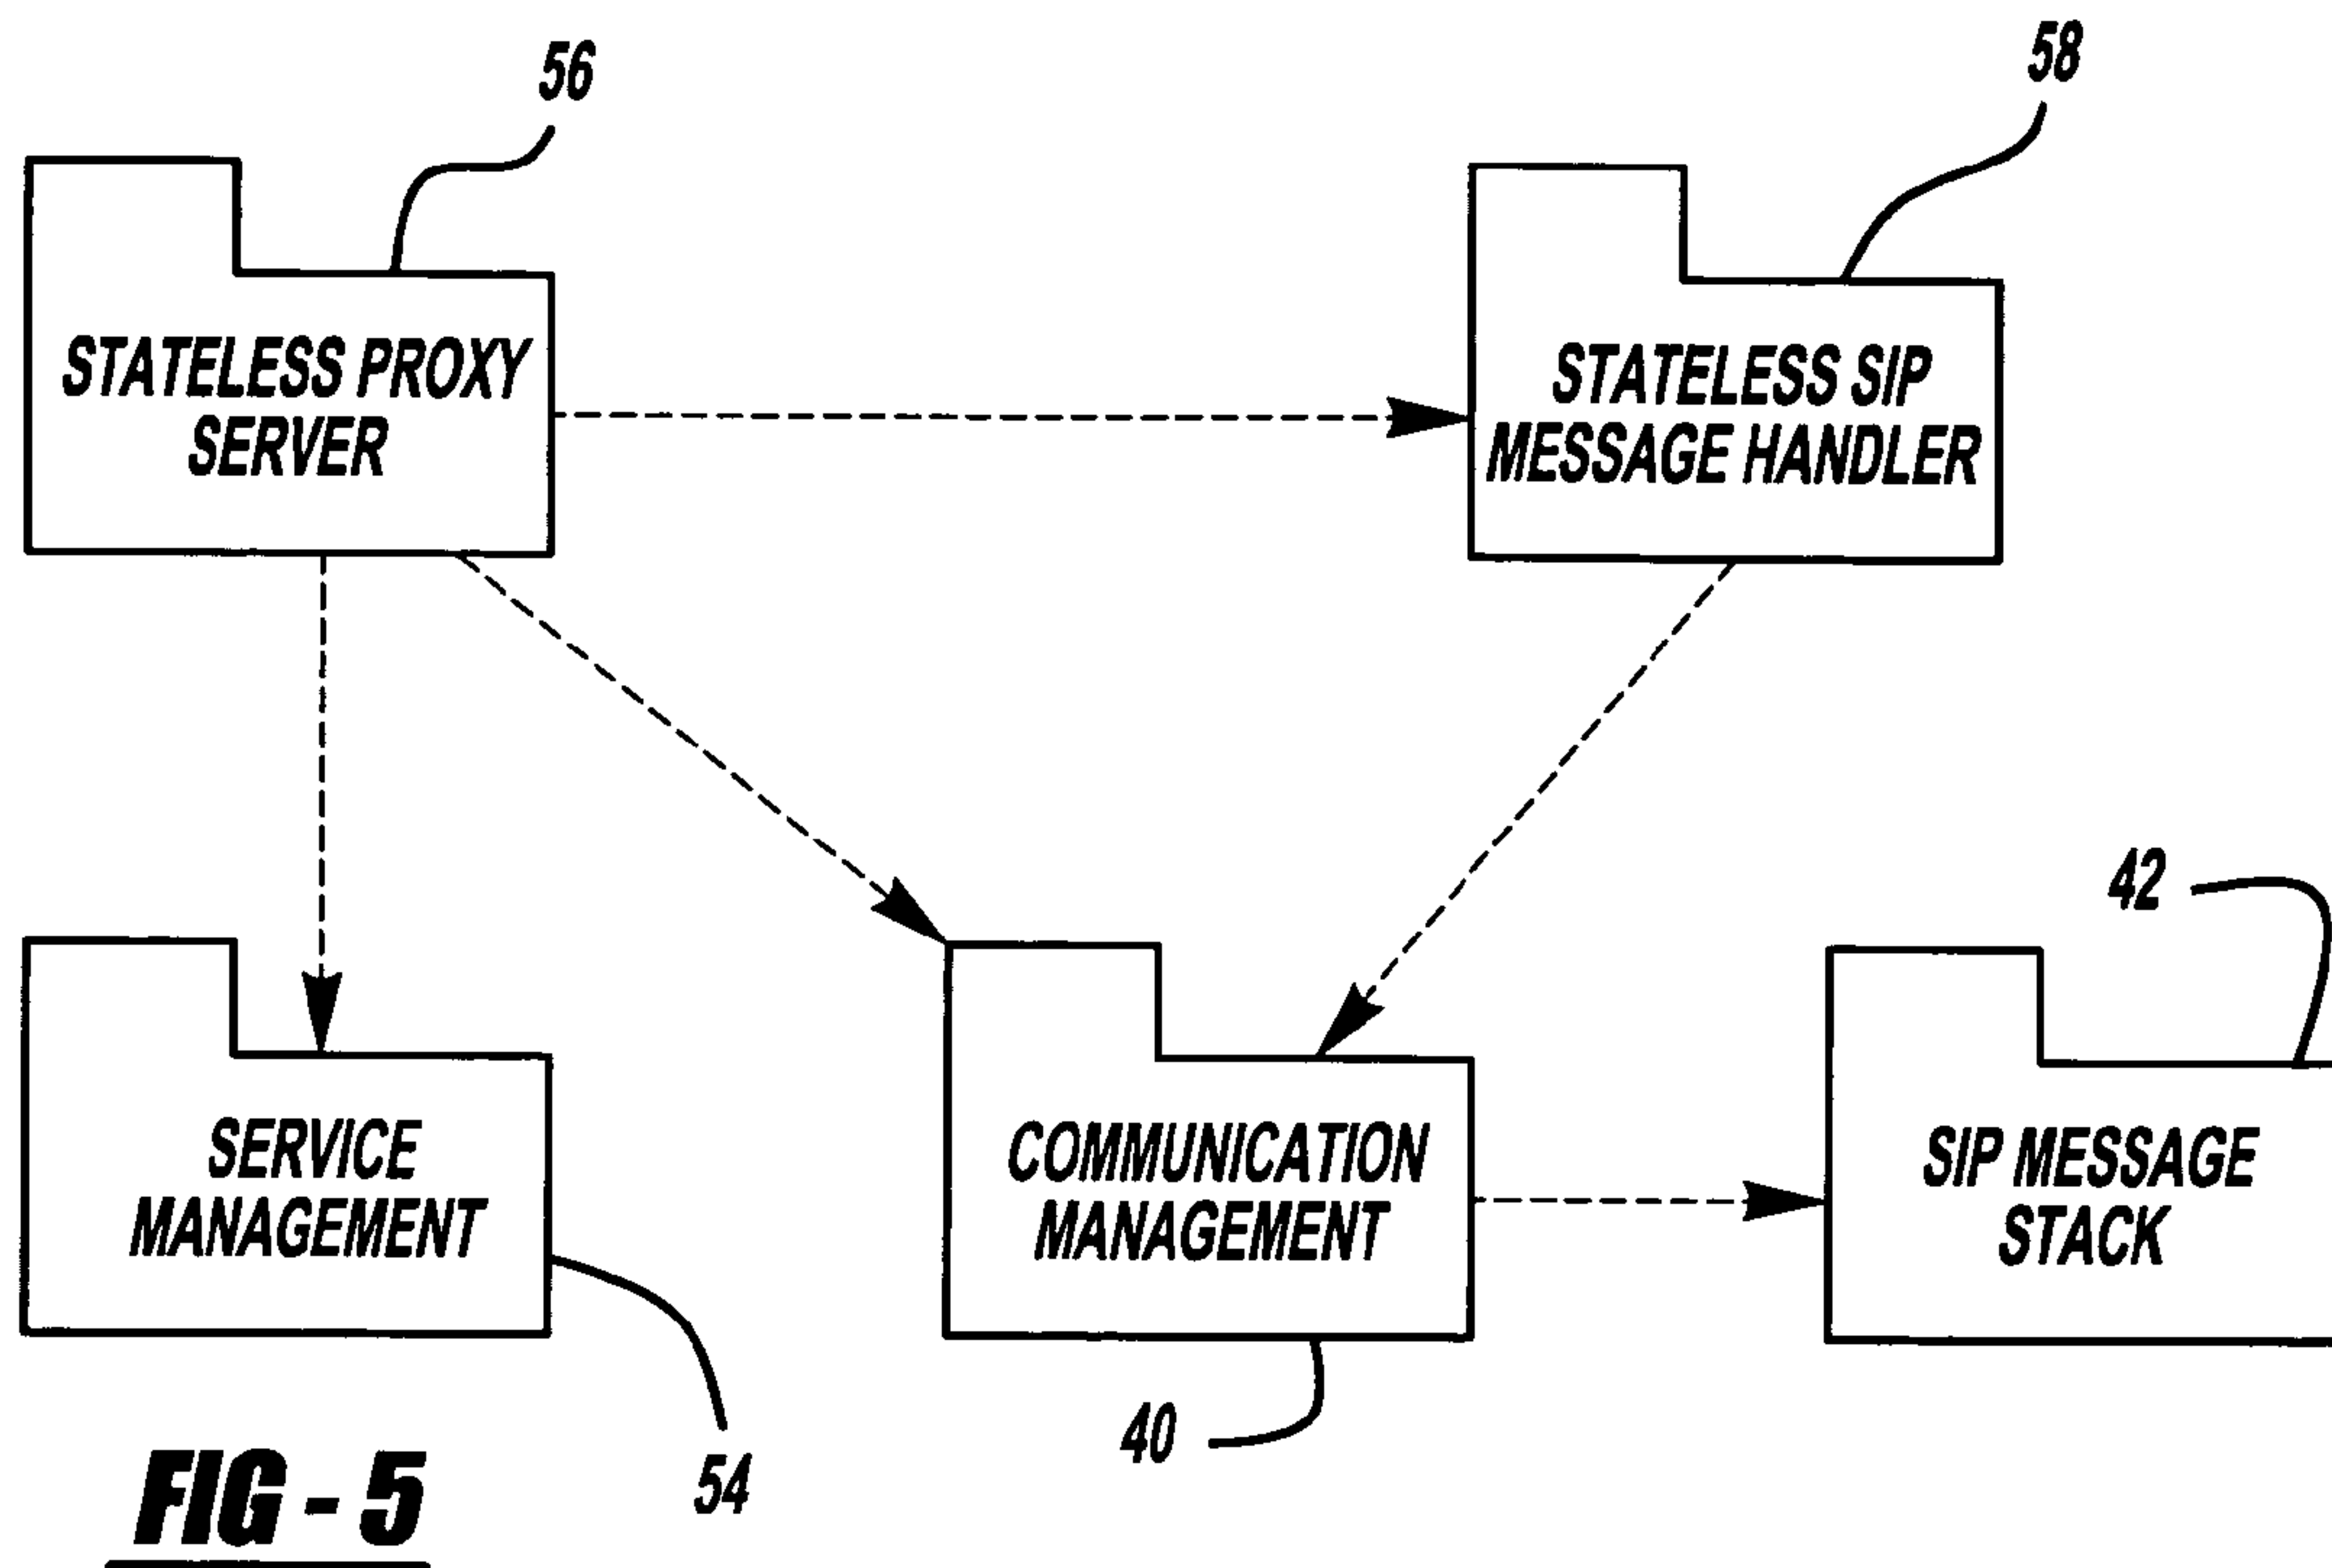 56
58
STATELESS PROXY
SERVER
STATELESS SIP
MESSAGE HANDLER
42
SERVICE
MANAGEMENT
COMMUNICATION
MANAGEMENT
SIP MESSAGE
STACK
40
54
FIG - 5